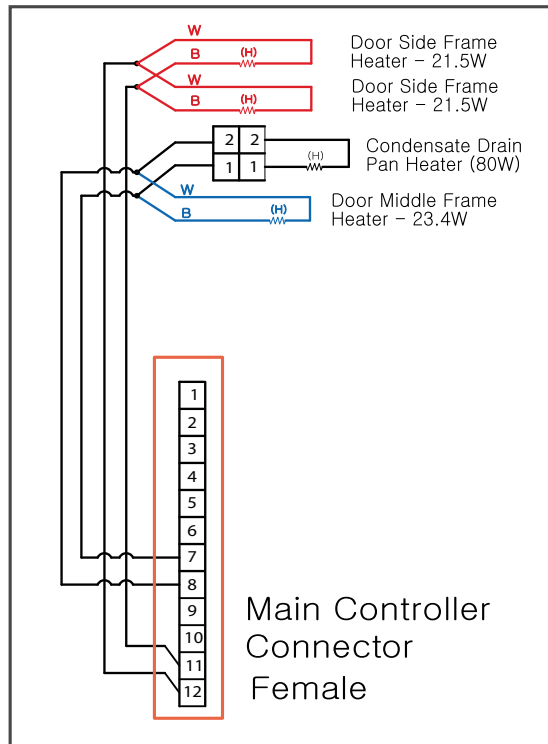 W
B
(H)
Door Side Frame
Heater - 21.5W
W
B
(H)
Door Side Frame
Heater - 21.5W
2 2
1 1
(H)
Condensate Drain
Pan Heater (80W)
W
B
(H)
Door Middle Frame
Heater - 23.4W
1
2
3
4
5
6
7
8
9
10
11
12
Main Controller
Connector
Female